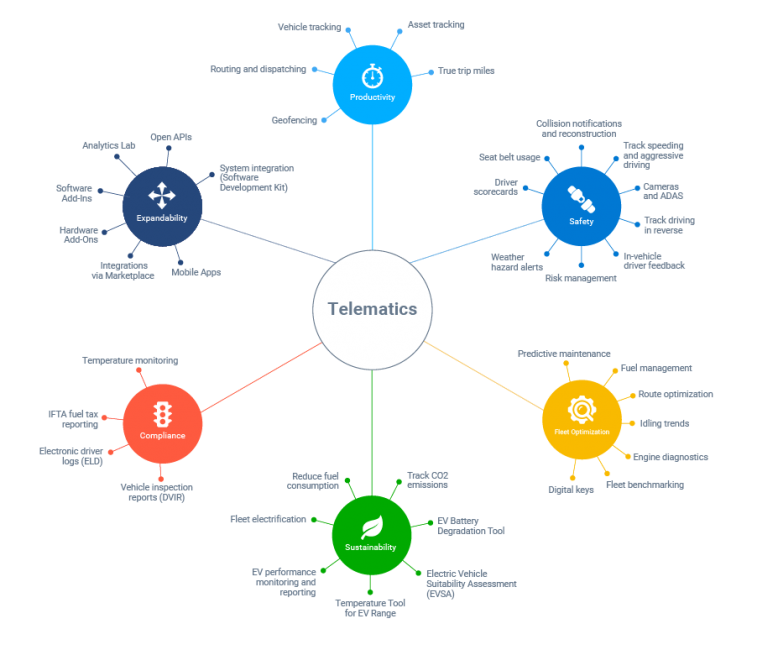 Vehicle tracking
Asset tracking
Routing and dispatching
True trip miles
Productivity
Geofencing
Collision notifications
and reconstruction
Seat belt usage
Track speeding
and aggressive
driving
Driver
scorecards
Cameras
and ADAS
Safety
Track driving
in reverse
Weather
hazard alerts
In-vehicle
driver feedback
Risk management
Open APIs
Analytics Lab
System integration
(Software
Development Kit)
Software
Add-Ins
Expandability
Hardware
Add-Ons
Integrations
via Marketplace
Mobile Apps
Telematics
Temperature monitoring
IFTA fuel tax
reporting
Compliance
Electronic driver
logs (ELD)
Vehicle inspection
reports (DVIR)
Predictive maintenance
Fuel management
Route optimization
Fleet Optimization
Idling trends
Engine diagnostics
Fleet benchmarking
Digital keys
Reduce fuel
consumption
Track CO2
emissions
Fleet electrification
EV Battery
Degradation Tool
Sustainability
EV performance
monitoring and
reporting
Electric Vehicle
Suitability Assessment
(EVSA)
Temperature Tool
for EV Range